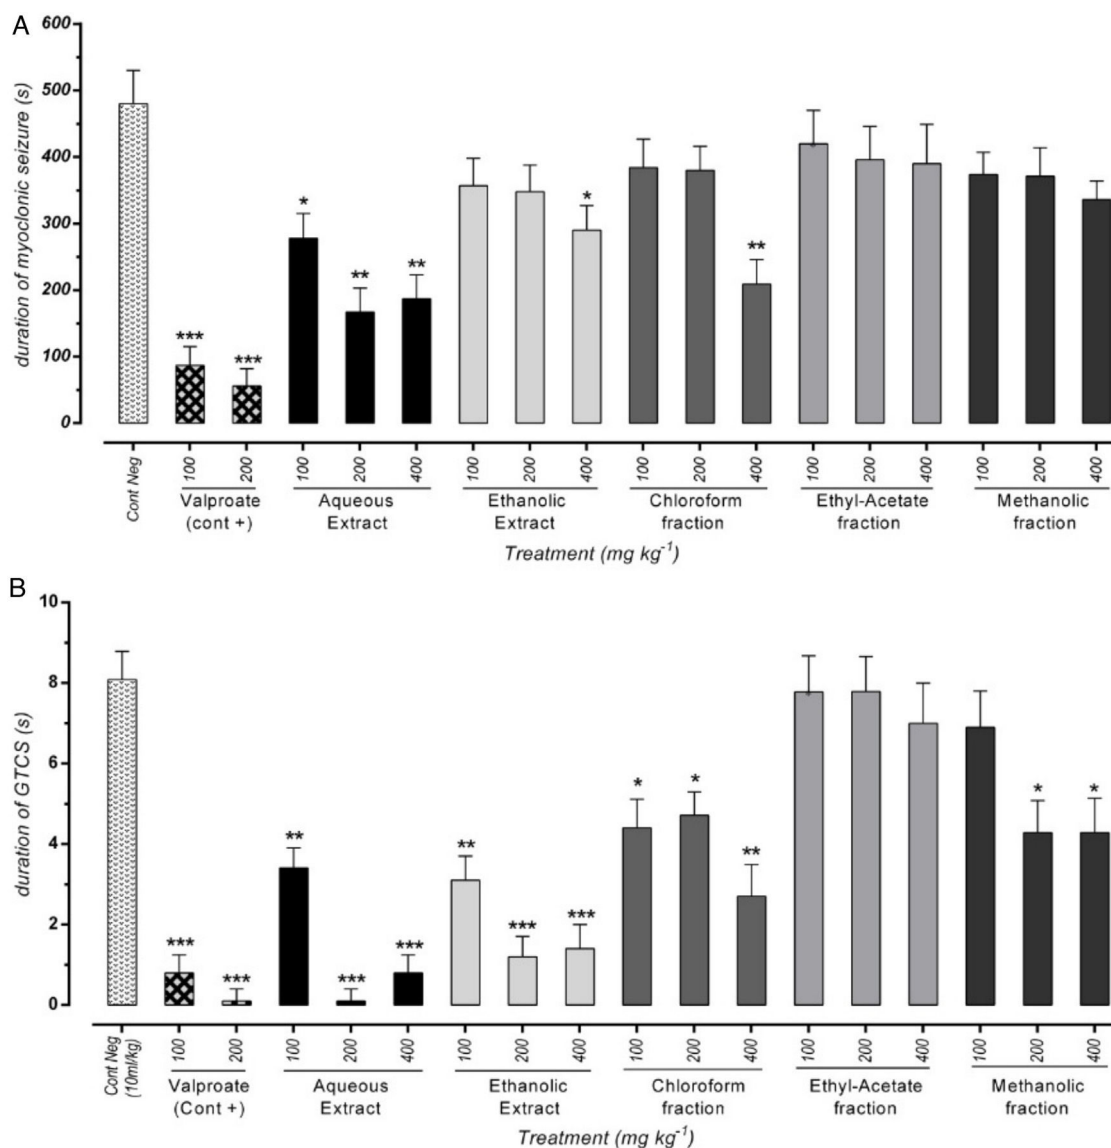 A
600
500
400
300
200
100
0
duration of myoclonic seizure (s)
*
**
**
*
**
***
***
Cont Neg
100
200
100
200
400
100
200
400
100
200
400
100
200
400
100
200
400
Valproate
(cont +)
Aqueous
Extract
Ethanolic
Extract
Chloroform
fraction
Ethyl-Acetate
fraction
Methanolic
fraction
Treatment (mg kg-1)
B
10
8
6
4
2
0
duration of GTCS (s)
***
***
**
***
***
**
***
***
*
*
**
*
*
Cont Neg
(10ml/kg)
100
200
100
200
400
100
200
400
100
200
400
100
200
400
100
200
400
Valproate
(Cont +)
Aqueous
Extract
Ethanolic
Extract
Chloroform
fraction
Ethyl-Acetate
fraction
Methanolic
fraction
Treatment (mg kg-1)